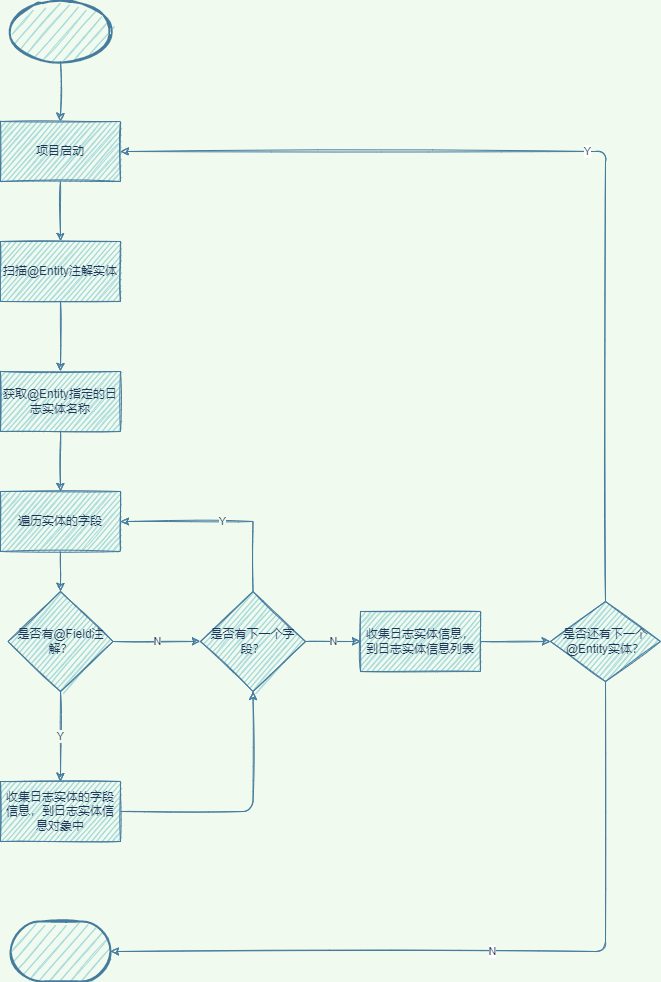 项目启动
Y
扫描@Entity注解实体
获取@Entity指定的日
志实体名称
遍历实体的字段
Y
是否有@Field注
解？
N
是否有下一个字
段？
N
收集日志实体信息，
到日志实体信息列表
是否还有下一个
@Entity实体？
Y
收集日志实体的字段
信息，到日志实体信
息对象中
N